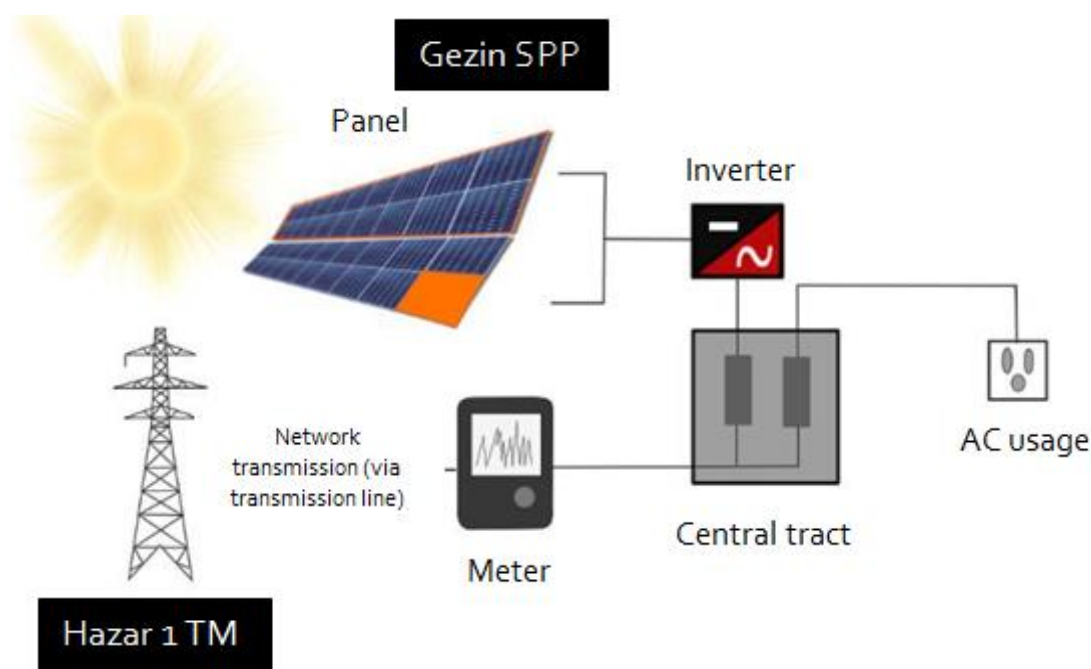 Gezin SPP
Panel
Inverter
AC usage
Network
transmission (via
transmission line)
Central tract
Meter
Hazar 1 TM